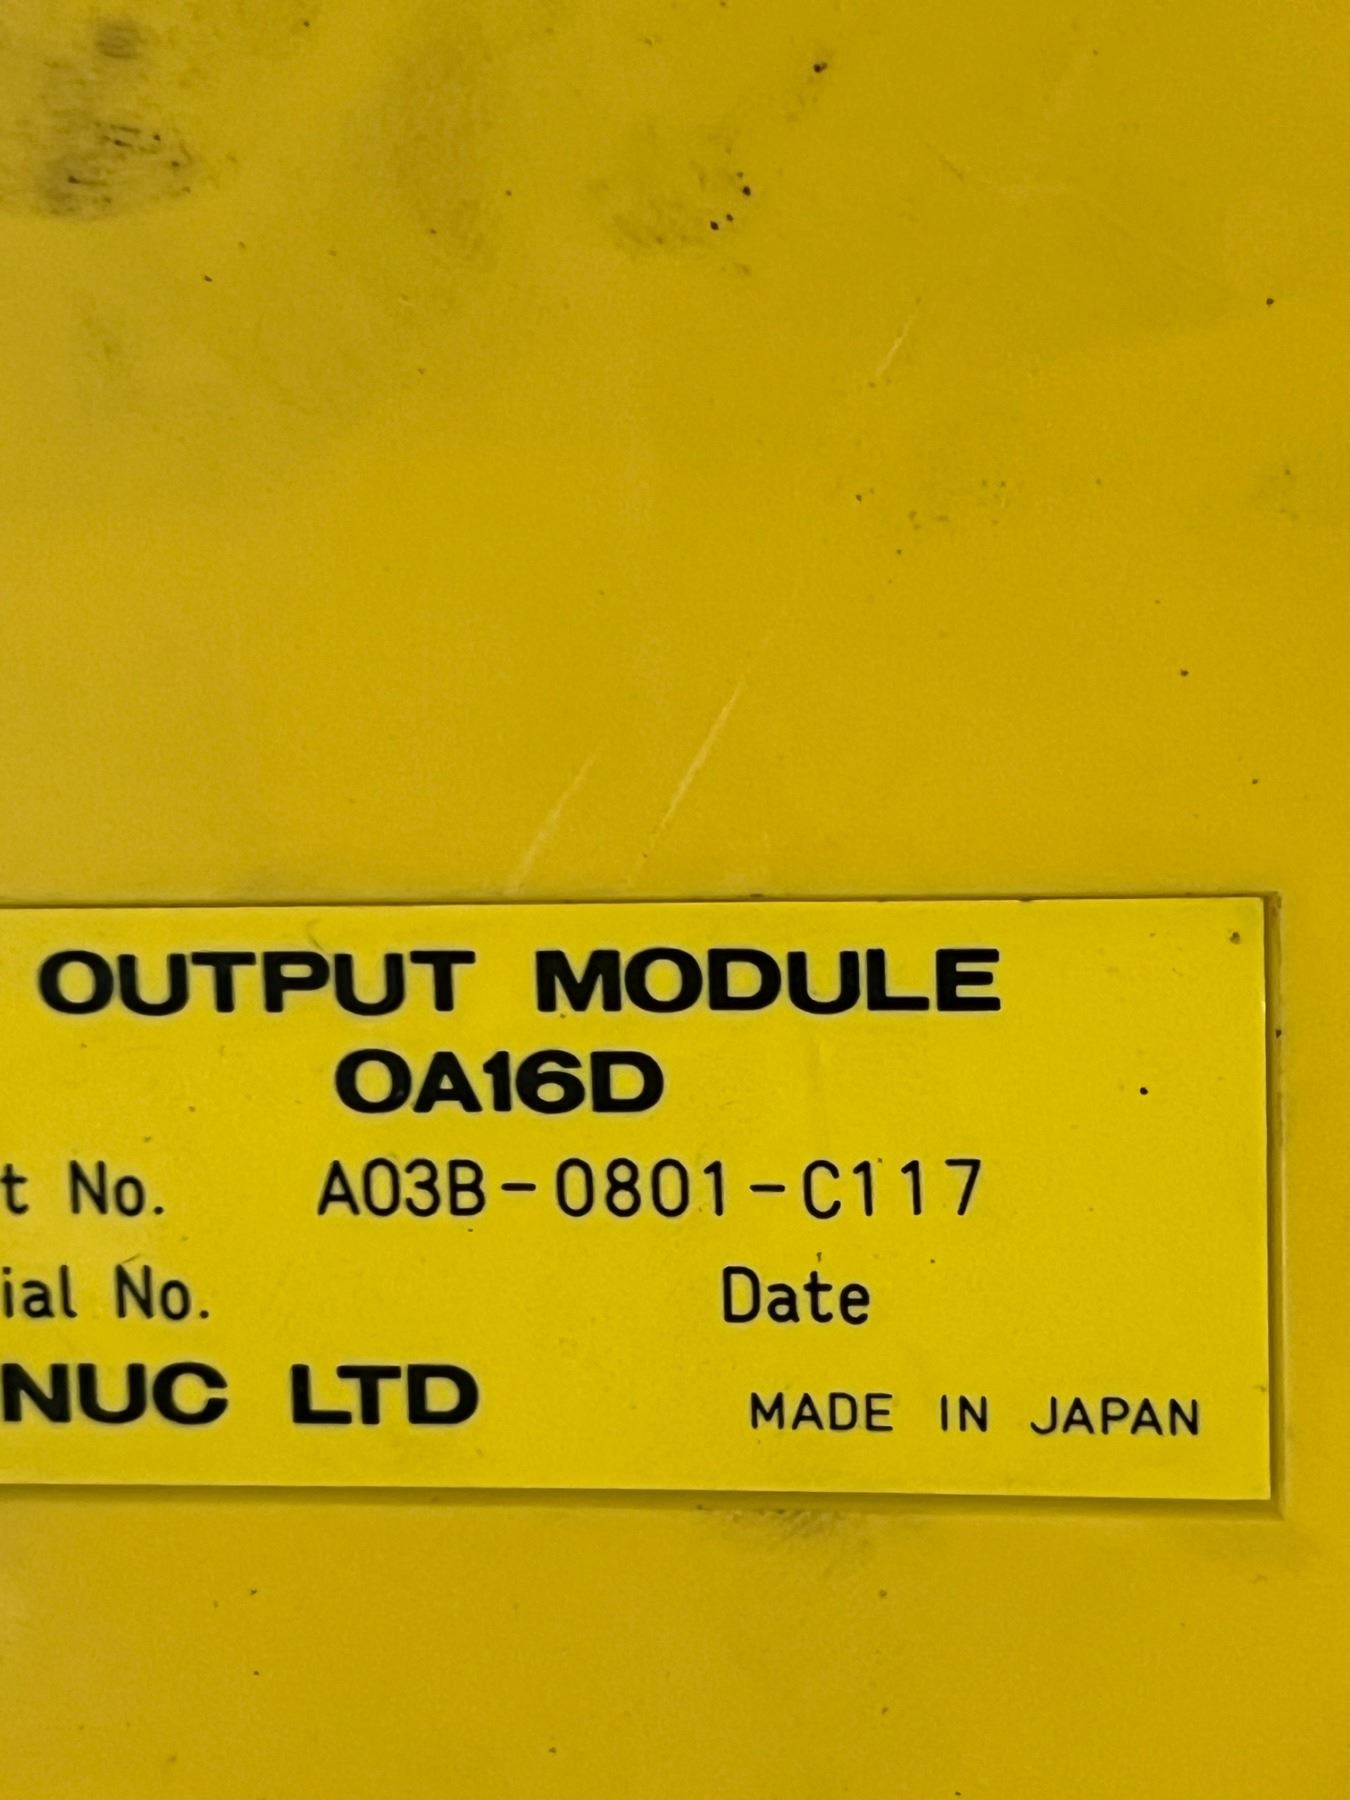 OUTPUT MODULE
OA16D
t No. A03B-0801-C117
ial No. Date
NUC LTD MADE IN JAPAN